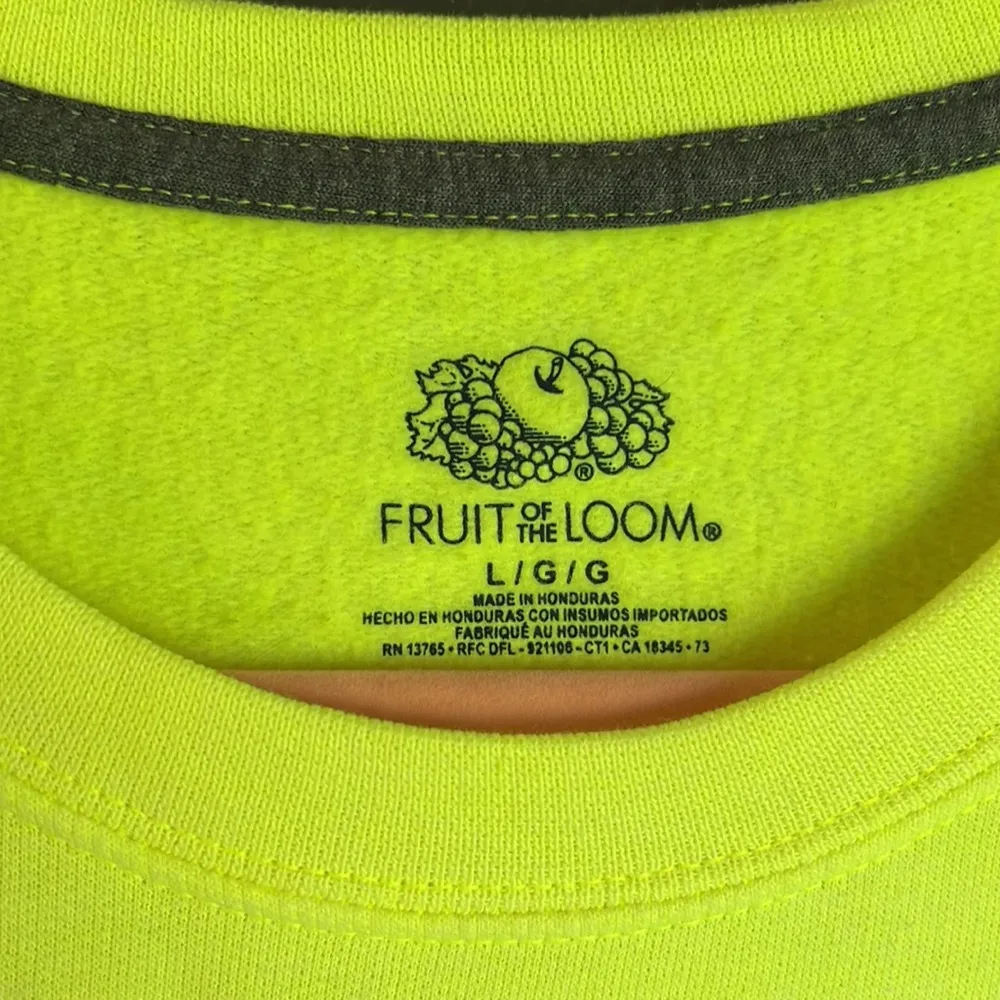 ®
FRUIT OF THE LOOM®
L / G / G
MADE IN HONDURAS
HECHO EN HONDURAS CON INSUMOS IMPORTADOS
FABRIQUÉ AU HONDURAS
RN 13765 • RFC DFL - 921106 - CT1 • CA 18345 • 73